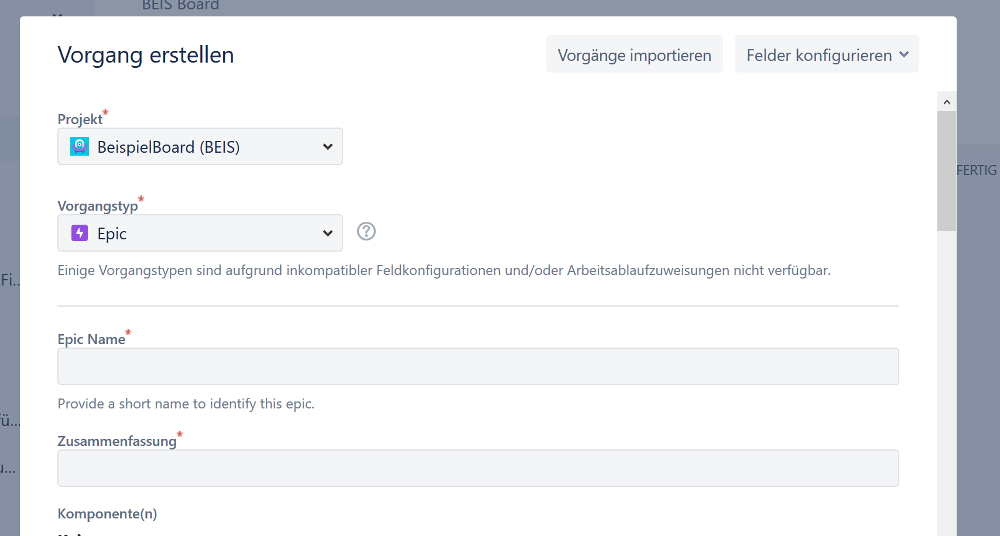 BEIS Board
Vorgang erstellen
Vorgänge importieren
Felder konfigurieren
Projekt*
BeispielBoard (BEIS)
FERTIG
Vorgangstyp*
Epic
Einige Vorgangstypen sind aufgrund inkompatibler Feldkonfigurationen und/oder Arbeitsablaufzuweisungen nicht verfügbar.
Fi...
Epic Name*
Provide a short name to identify this epic.
Zusammenfassung*
Komponente(n)